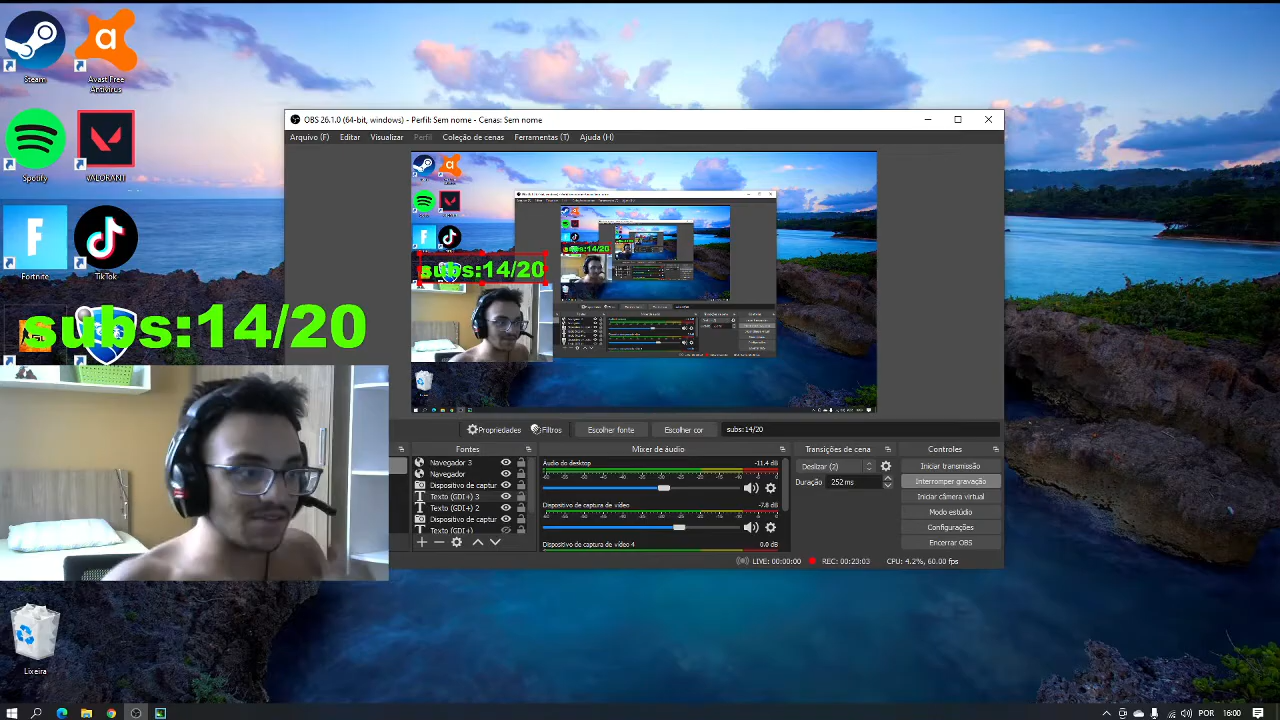 Steam
Avast Free
Antivirus
Spotify
VALORANT
Fortnite
TikTok
subs:14/20
Lixeira
OBS 26.1.0 (64-bit, windows) - Perfil: Sem nome - Cenas: Sem nome
Arquivo (F) Editar Visualizar Perfil Coleção de cenas Ferramentas (T) Ajuda (H)
subs:14/20
Propriedades Filtros Escolher fonte Escolher cor subs:14/20
Fontes Mixer de áudio Transições de cena Controles
Navegador 3
Navegador
Dispositivo de captur
Texto (GDI+) 3
Texto (GDI+) 2
Dispositivo de captur
Texto (GDI+)
Áudio do desktop -11.4 dB
Dispositivo de captura de vídeo -7.8 dB
Dispositivo de captura de vídeo 4 0.0 dB
Deslizar (2)
Duração 252 ms
Iniciar transmissão
Interromper gravação
Iniciar câmera virtual
Modo estúdio
Configurações
Encerrar OBS
LIVE: 00:00:00 REC: 00:23:03 CPU: 4.2%, 60.00 fps
POR 16:00